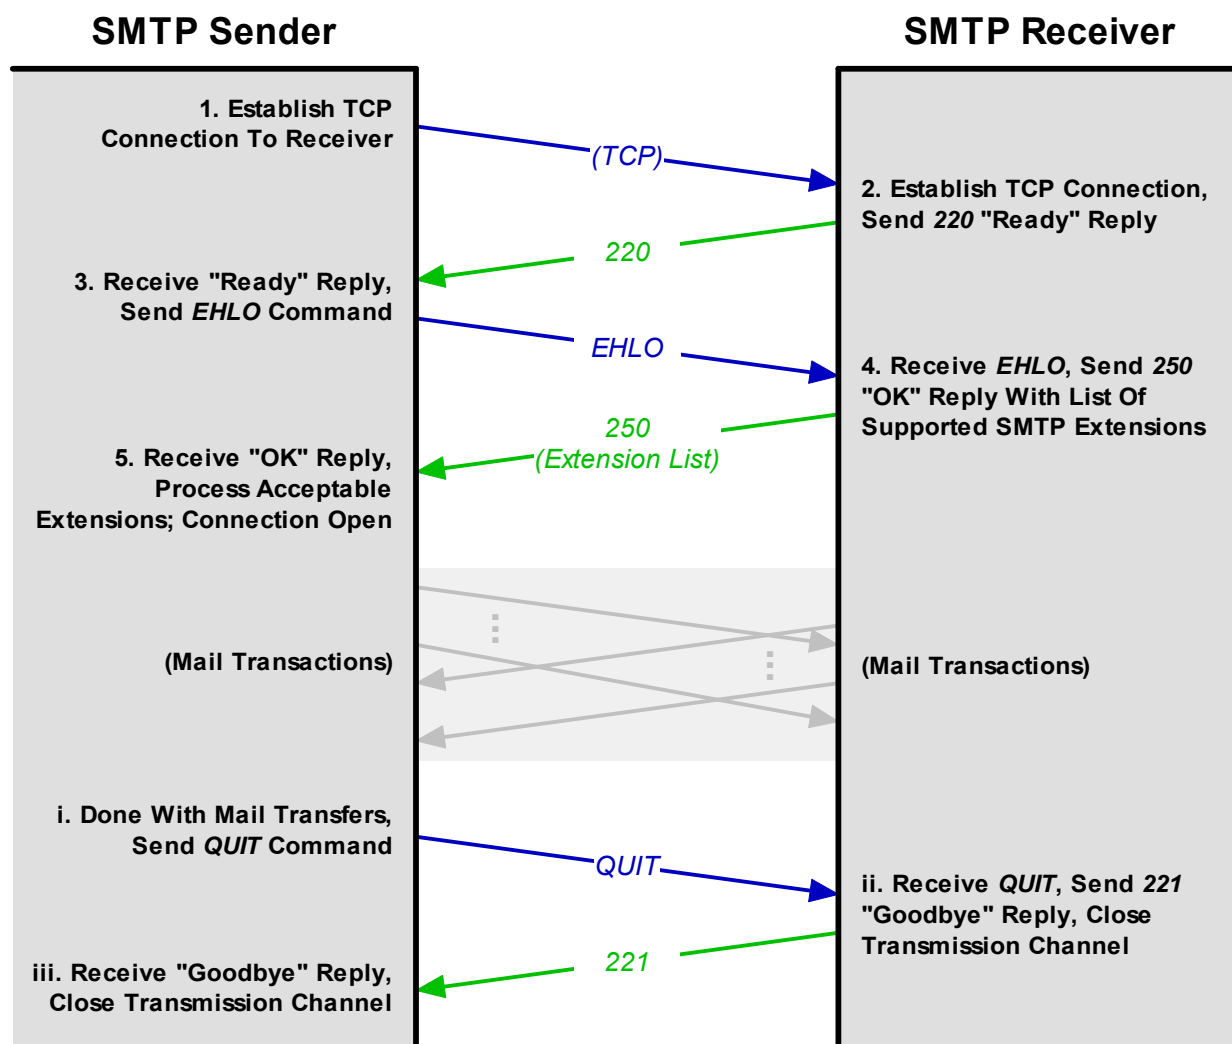 SMTP Sender
SMTP Receiver
1. Establish TCP
Connection To Receiver
(TCP)
2. Establish TCP Connection,
Send 220 "Ready" Reply
220
3. Receive "Ready" Reply,
Send EHLO Command
EHLO
4. Receive EHLO, Send 250
"OK" Reply With List Of
Supported SMTP Extensions
250
(Extension List)
5. Receive "OK" Reply,
Process Acceptable
Extensions; Connection Open
(Mail Transactions)
(Mail Transactions)
i. Done With Mail Transfers,
Send QUIT Command
QUIT
ii. Receive QUIT, Send 221
"Goodbye" Reply, Close
Transmission Channel
221
iii. Receive "Goodbye" Reply,
Close Transmission Channel